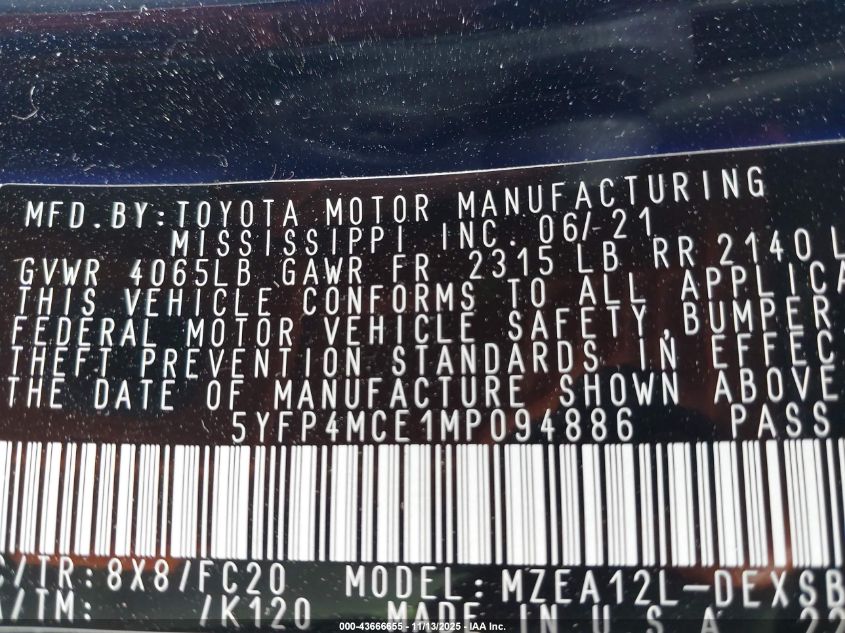 MFD.BY:TOYOTA MOTOR MANUFACTURING
MISSISSIPPI INC. 06/21
GVWR 4065LB GAWR FR 2315 LB RR 2140 L
THIS VEHICLE CONFORMS TO ALL APPLICA
FEDERAL MOTOR VEHICLE SAFETY,BUMPER
THEFT PREVENTION STANDARDS IN EFFEC
THE DATE OF MANUFACTURE SHOWN ABOVE
5YFP4MCE1MP094886 PASS
C/TR:8X8/FC20 MODEL:MZEA12L-DEXSB
A/TM: /K120 MADE IN U.S.A 22
000-43666655 — 11/13/2025 — IAA Inc.